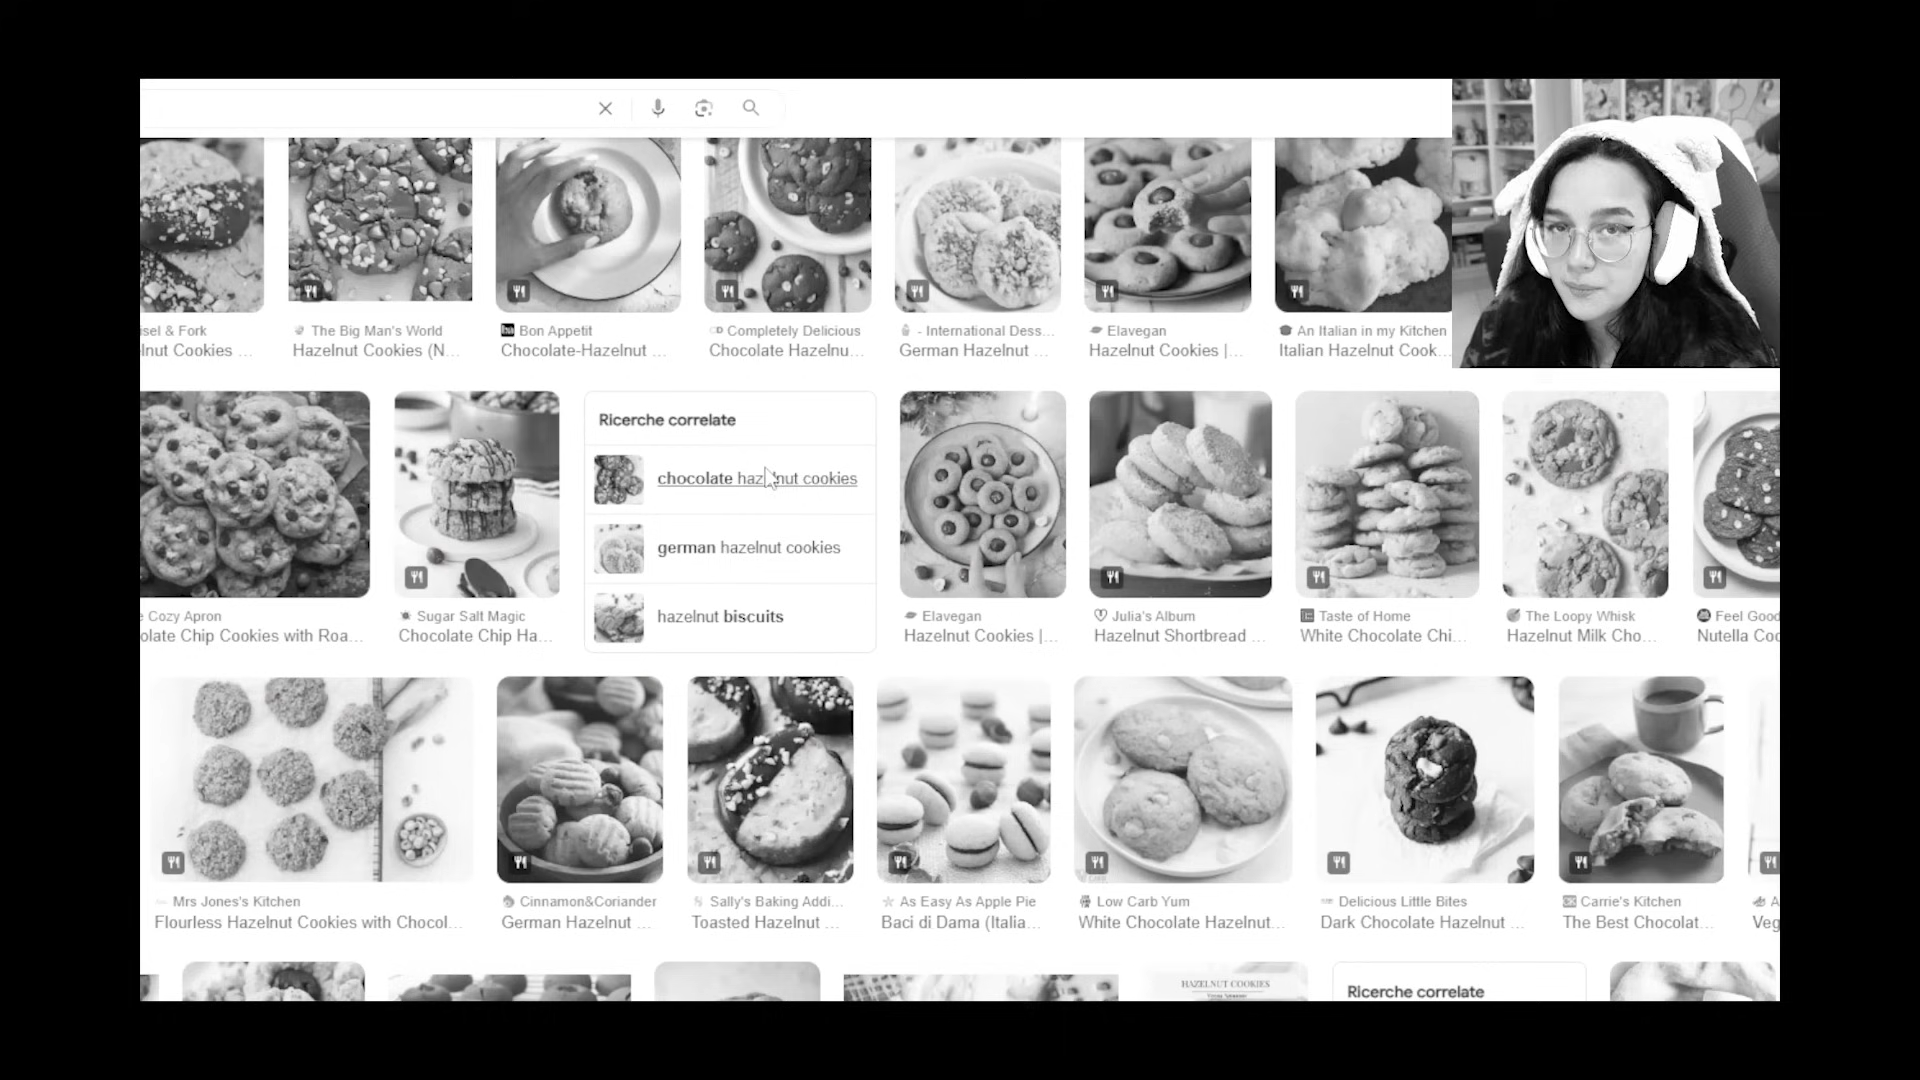 isel & Fork
lnut Cookies ...
The Big Man's World
Hazelnut Cookies (N...
Bon Appetit
Chocolate-Hazelnut ...
Completely Delicious
Chocolate Hazelnu...
- International Dess...
German Hazelnut ...
Elavegan
Hazelnut Cookies |...
An Italian in my Kitchen
Italian Hazelnut Cook...
Cozy Apron
olate Chip Cookies with Roa...
Sugar Salt Magic
Chocolate Chip Ha...
Ricerche correlate
chocolate hazelnut cookies
german hazelnut cookies
hazelnut biscuits
Elavegan
Hazelnut Cookies |...
Julia's Album
Hazelnut Shortbread ...
Taste of Home
White Chocolate Chi...
The Loopy Whisk
Hazelnut Milk Cho...
Feel Good
Nutella Coo
Mrs Jones's Kitchen
Flourless Hazelnut Cookies with Chocol...
Cinnamon&Coriander
German Hazelnut ...
Sally's Baking Addi...
Toasted Hazelnut ...
As Easy As Apple Pie
Baci di Dama (Italia...
Low Carb Yum
White Chocolate Hazelnut...
Delicious Little Bites
Dark Chocolate Hazelnut ...
Carrie's Kitchen
The Best Chocolat...
A
Veg
HAZELNUT COOKIES
Ricerche correlate